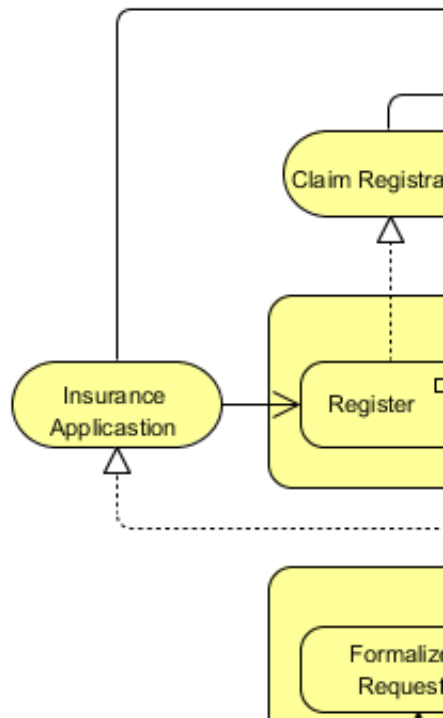 Claim Registra
Insurance
Applicastion
Register
Formalize
Request